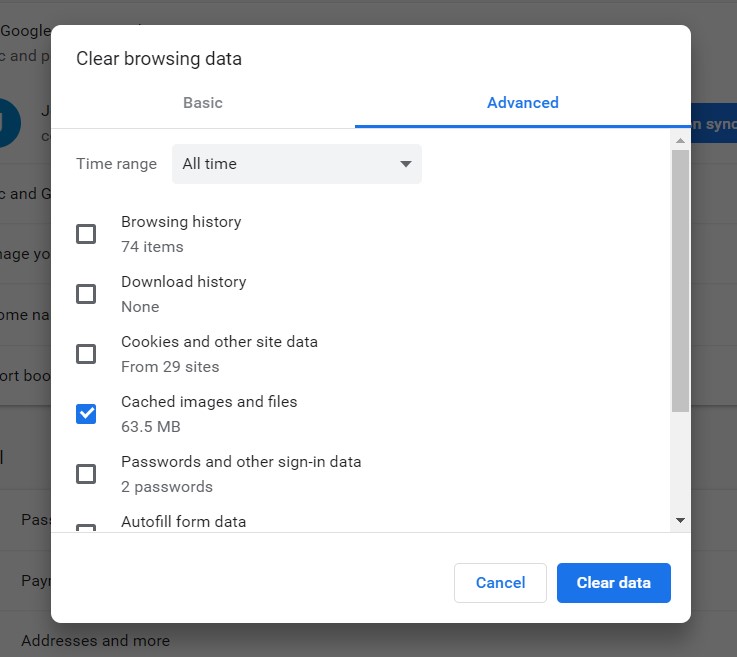 Google
c and p
Clear browsing data
Basic
Advanced
J
n sync
Time range
All time
c and G
Browsing history
74 items
nage yo
Download history
None
ome na
Cookies and other site data
From 29 sites
ort boo
Cached images and files
63.5 MB
Passwords and other sign-in data
2 passwords
Pass
Autofill form data
Payn
Cancel
Clear data
Addresses and more